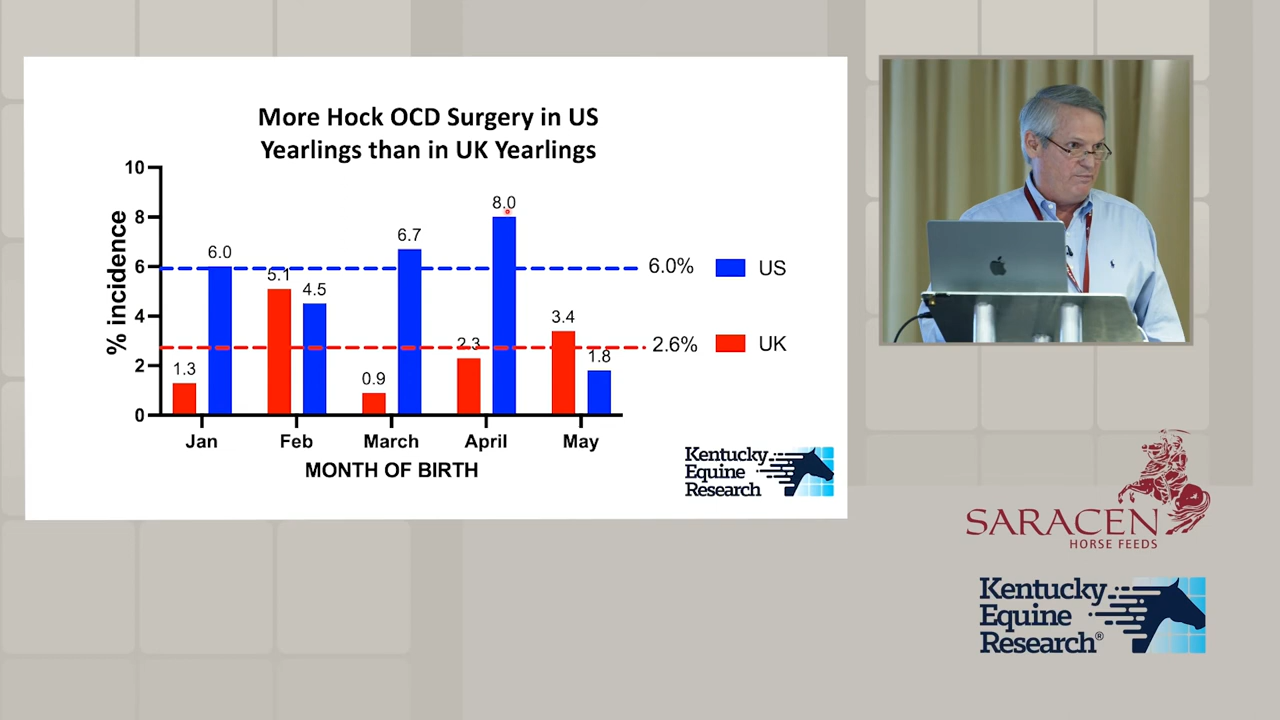 More Hock OCD Surgery in US
Yearlings than in UK Yearlings
% incidence
10
8
6
4
2
0
1.3
6.0
5.1
4.5
0.9
6.7
2.3
8.0
3.4
1.8
6.0%
US
2.6%
UK
Jan
Feb
March
April
May
MONTH OF BIRTH
Kentucky
Equine
Research
SARACEN
HORSE FEEDS
Kentucky
Equine
Research®